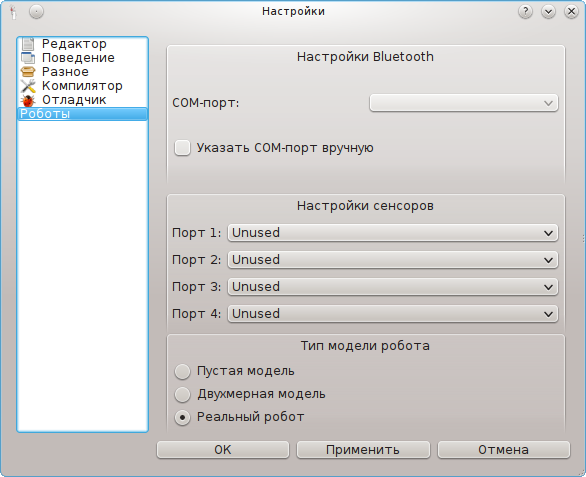 Настройки
Редактор
Поведение
Разное
Компилятор
Отладчик
Роботы
Настройки Bluetooth
COM-порт:
Указать COM-порт вручную
Настройки сенсоров
Порт 1: Unused
Порт 2: Unused
Порт 3: Unused
Порт 4: Unused
Тип модели робота
Пустая модель
Двухмерная модель
Реальный робот
OK Применить Отмена